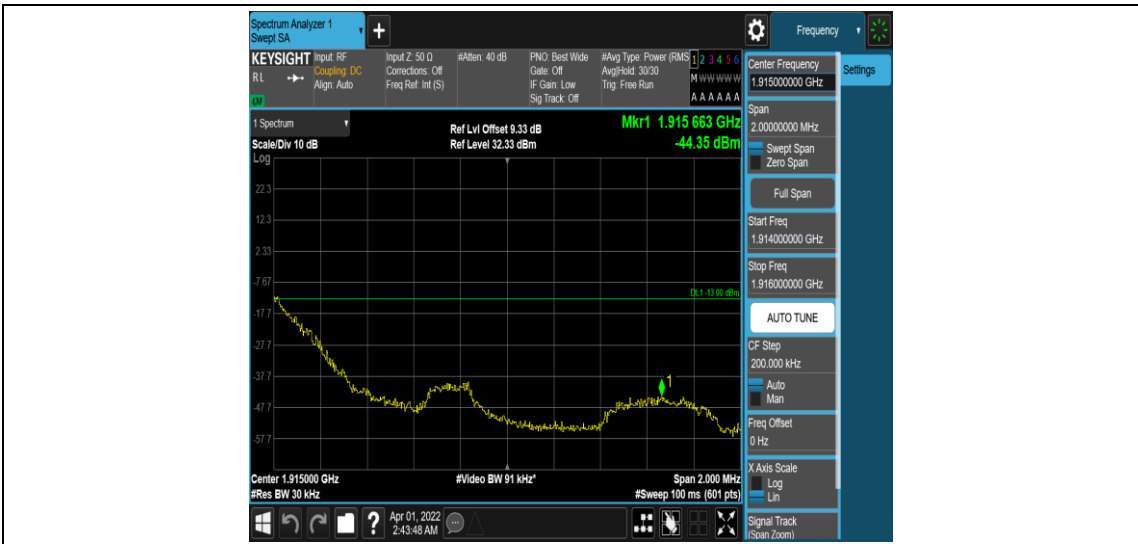 Spectrum Analyzer 1
Swept SA
+
Frequency
KEYSIGHT
RL
LXI
Input: RF
Coupling: DC
Align: Auto
Input Z: 50 Ω
Corrections: Off
Freq Ref: Int (S)
#Atten: 40 dB
PNO: Best Wide
Gate: Off
IF Gain: Low
Sig Track: Off
#Avg Type: Power (RMS
Avg|Hold: 30/30
Trig: Free Run
1 2 3 4 5 6
M W W W W W
A A A A A A
Center Frequency
1.915000000 GHz
Settings
Span
2.00000000 MHz
Swept Span
Zero Span
Full Span
Start Freq
1.914000000 GHz
Stop Freq
1.916000000 GHz
AUTO TUNE
CF Step
200.000 kHz
Auto
Man
Freq Offset
0 Hz
X Axis Scale
Log
Lin
Signal Track
(Span Zoom)
1 Spectrum
Scale/Div 10 dB
Ref Lvl Offset 9.33 dB
Ref Level 32.33 dBm
Mkr1 1.915 663 GHz
-44.35 dBm
Log
22.3
12.3
2.33
-7.67
DL1 -13.00 dBm
-17.7
-27.7
-37.7
1
-47.7
-57.7
Center 1.915000 GHz
#Video BW 91 kHz*
Span 2.000 MHz
#Res BW 30 kHz
#Sweep 100 ms (601 pts)
?
Apr 01, 2022
2:43:48 AM